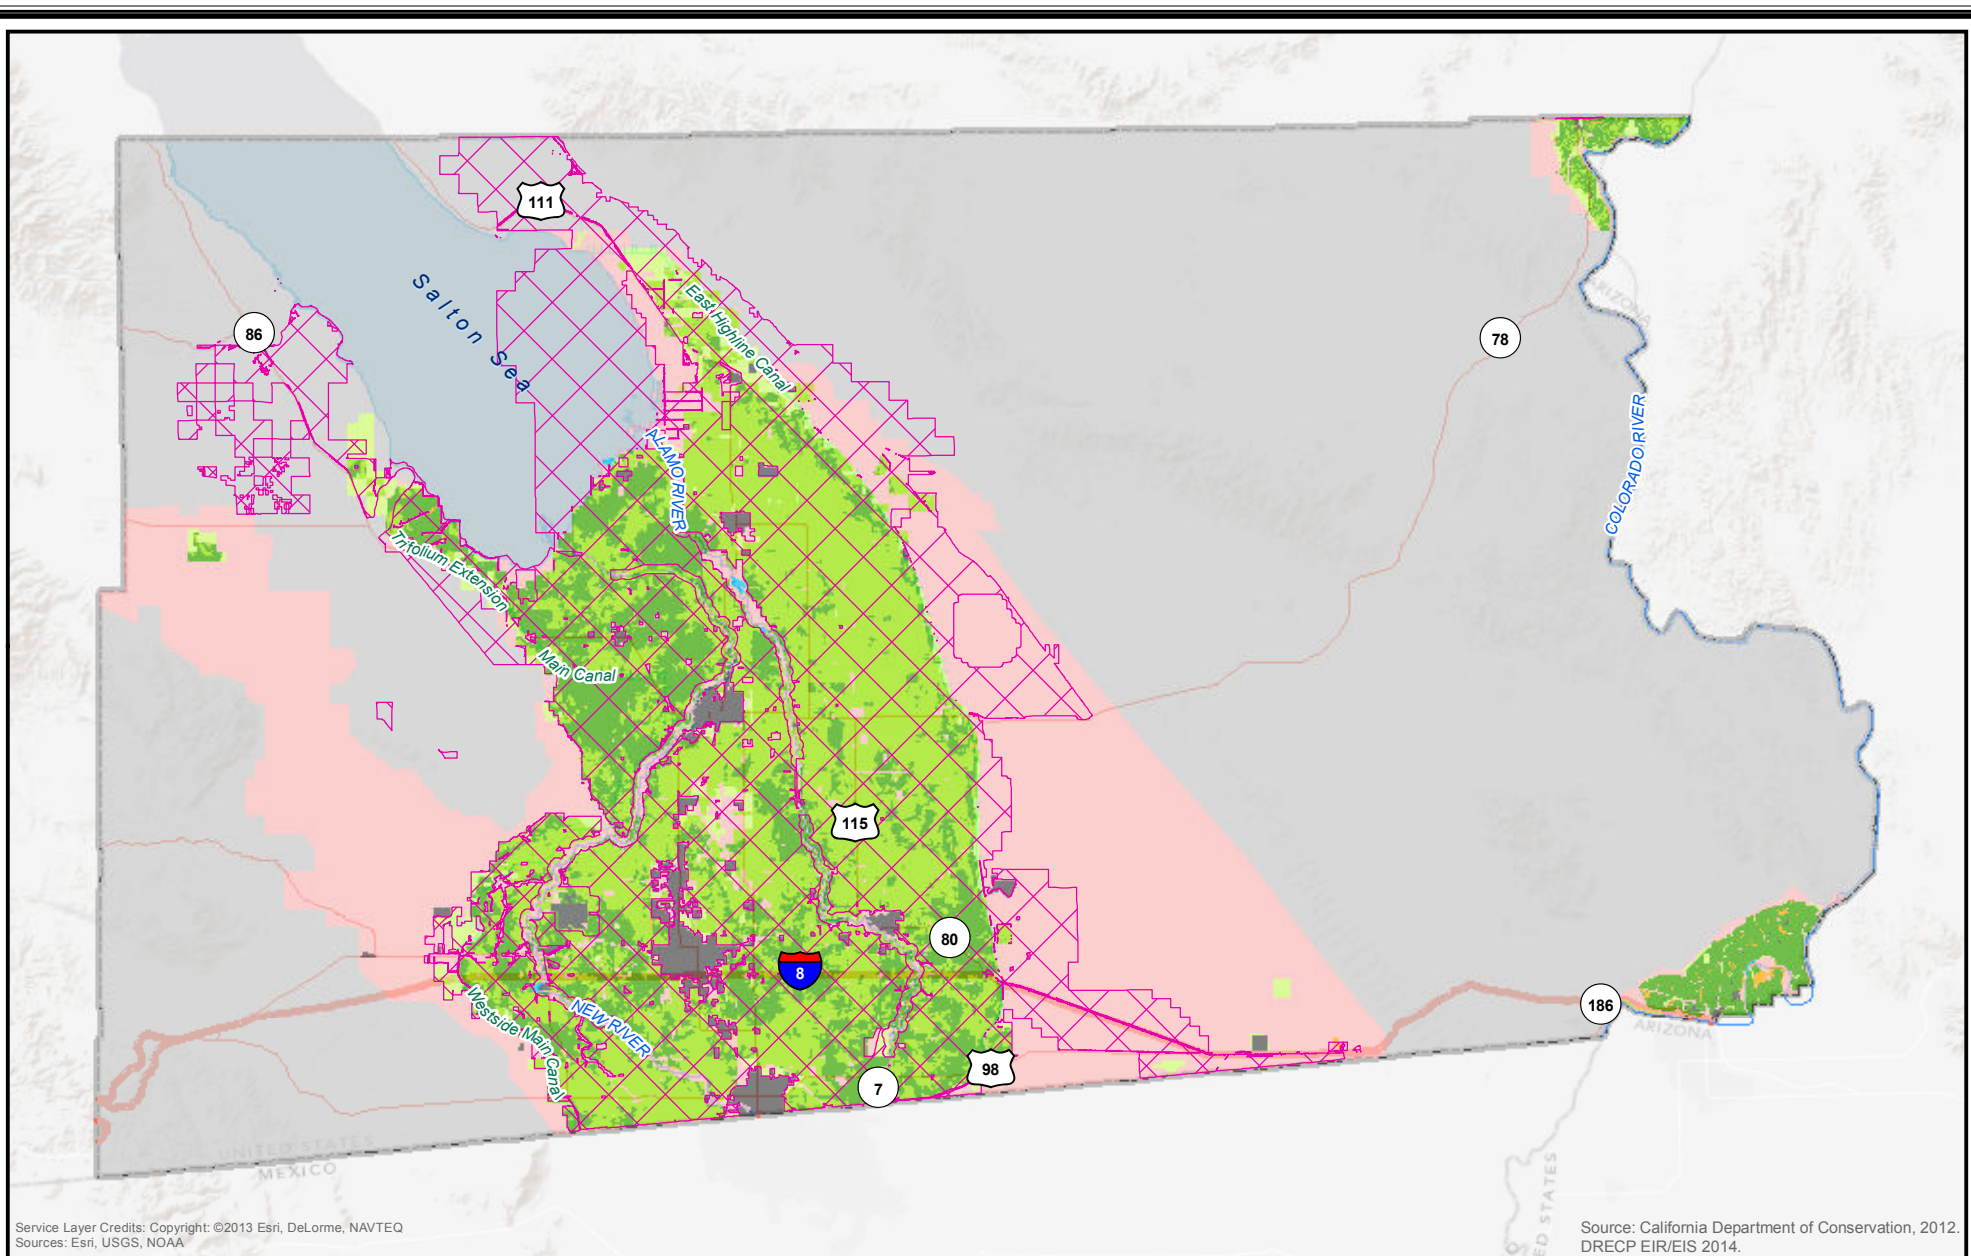 111
Salton Sea
East Highline Canal
86
78
ARIZONA
ALAMO RIVER
COLORADO RIVER
Trifolium Extension
Main Canal
115
80
8
Westside Main Canal
NEW RIVER
186
ARIZONA
98
7
UNITED STATES
MEXICO
ED STATES
Service Layer Credits: Copyright: ©2013 Esri, DeLorme, NAVTEQ
Sources: Esri, USGS, NOAA
Source: California Department of Conservation, 2012.
DRECP EIR/EIS 2014.